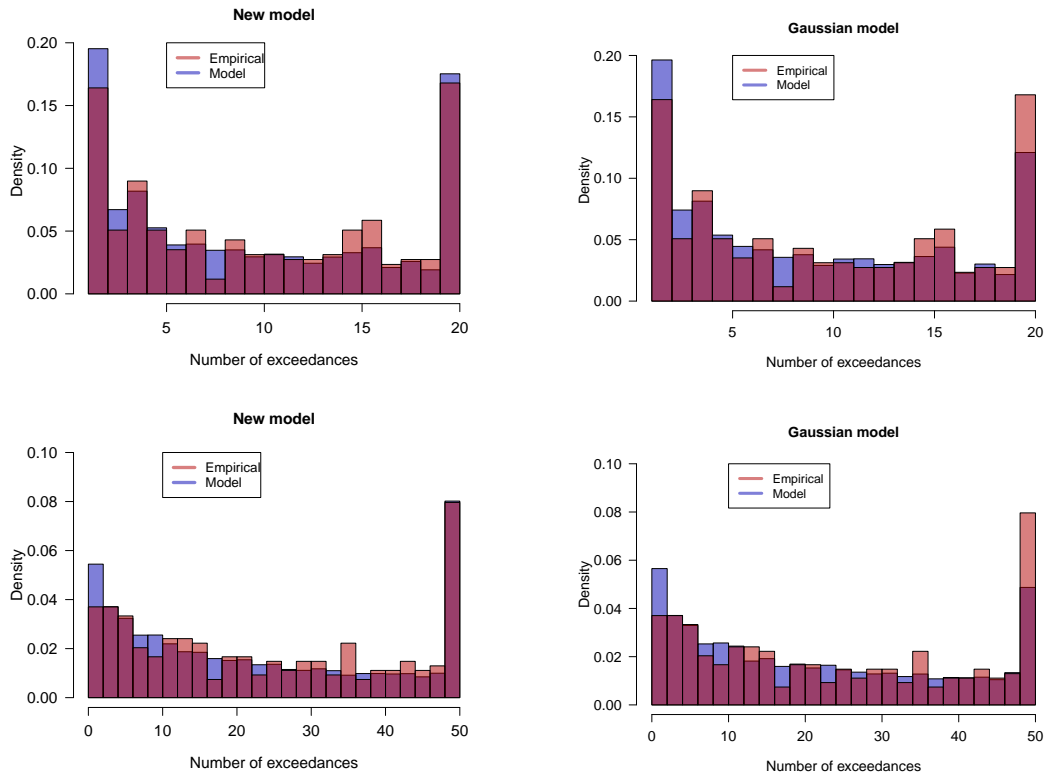 New model
0.20
0.15
0.10
0.05
0.00
Density
Empirical
Model
5 10 15 20
Number of exceedances
Gaussian model
0.20
0.15
0.10
0.05
0.00
Density
Empirical
Model
5 10 15 20
Number of exceedances
New model
0.10
0.08
0.06
0.04
0.02
0.00
Density
Empirical
Model
0 10 20 30 40 50
Number of exceedances
Gaussian model
0.10
0.08
0.06
0.04
0.02
0.00
Density
Empirical
Model
0 10 20 30 40 50
Number of exceedances